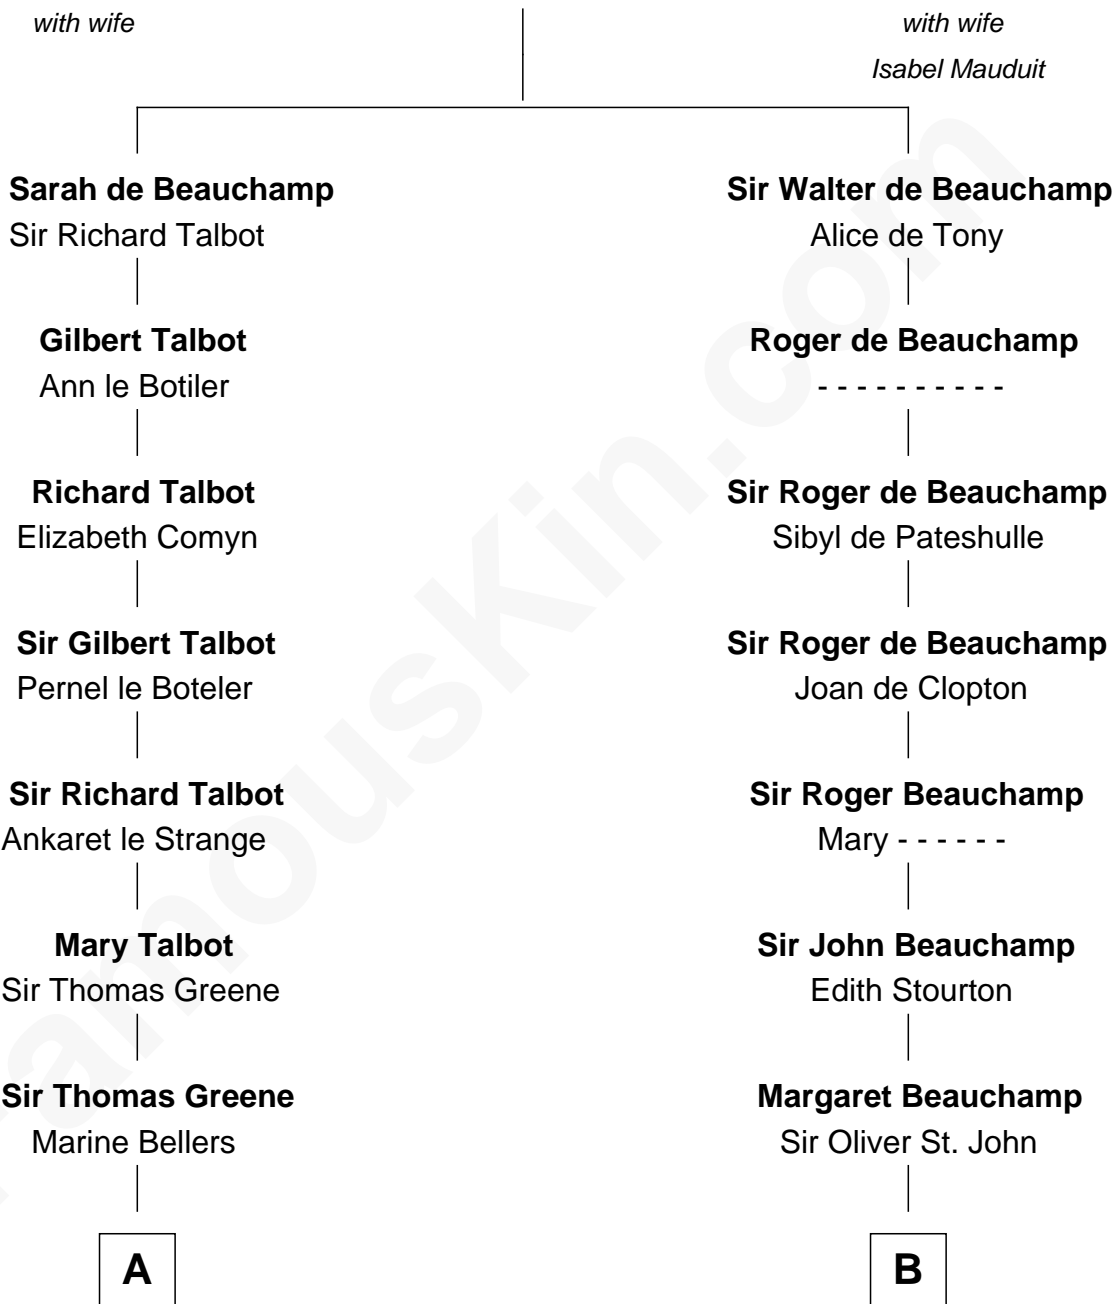 with wife
with wife
Isabel Mauduit
Sarah de Beauchamp
Sir Richard Talbot
Sir Walter de Beauchamp
Alice de Tony
Gilbert Talbot
Ann le Botiler
Roger de Beauchamp
- - - - - - - - - -
Richard Talbot
Elizabeth Comyn
Sir Roger de Beauchamp
Sibyl de Pateshulle
Sir Gilbert Talbot
Pernel le Boteler
Sir Roger de Beauchamp
Joan de Clopton
Sir Richard Talbot
Ankaret le Strange
Sir Roger Beauchamp
Mary - - - - - -
Mary Talbot
Sir Thomas Greene
Sir John Beauchamp
Edith Stourton
Sir Thomas Greene
Marine Bellers
Margaret Beauchamp
Sir Oliver St. John
A
B
FamousKin.com